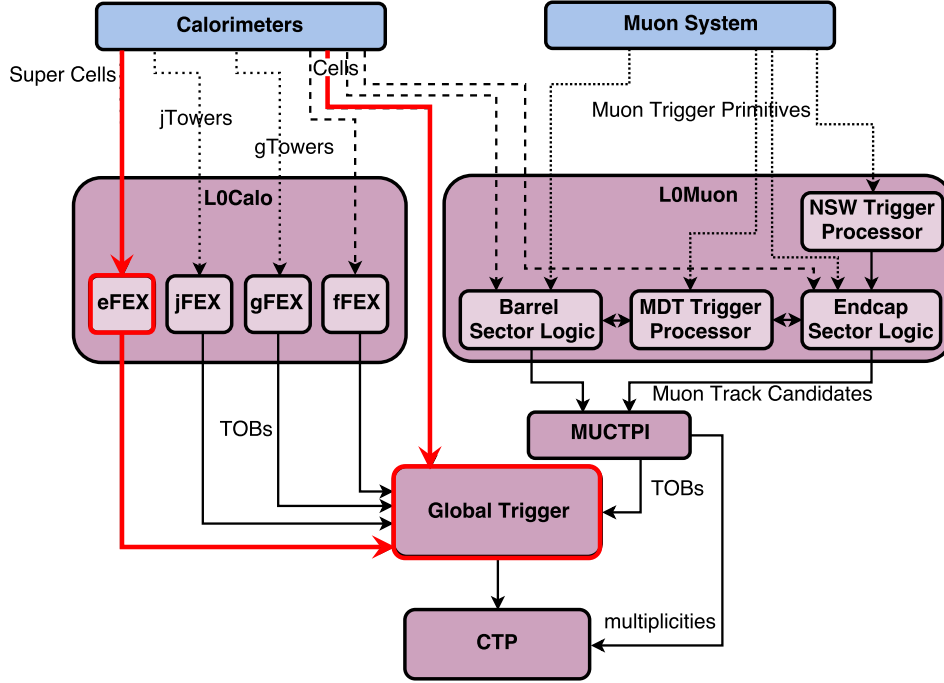 Calorimeters
Muon System
Super Cells
Cells
jTowers
Muon Trigger Primitives
gTowers
L0Calo
L0Muon
NSW Trigger
Processor
eFEX
jFEX
gFEX
fFEX
Barrel
Sector Logic
MDT Trigger
Processor
Endcap
Sector Logic
Muon Track Candidates
TOBs
MUCTPI
TOBs
Global Trigger
multiplicities
CTP